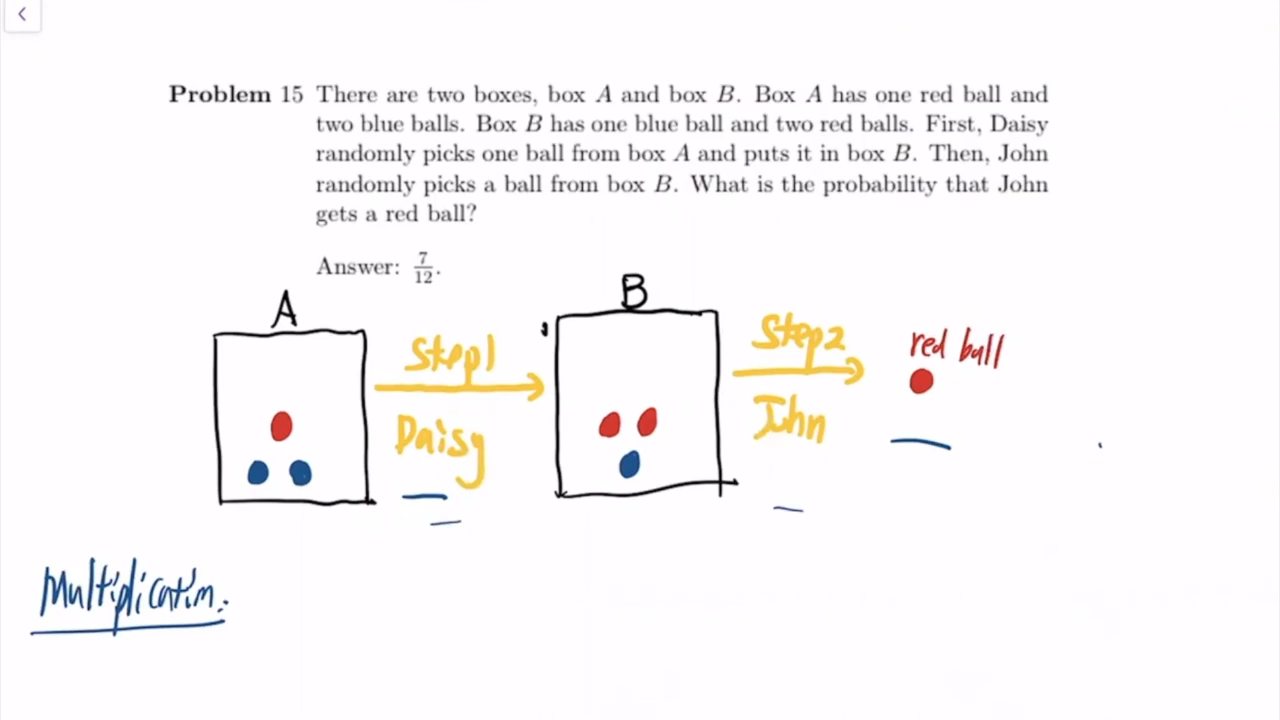 Problem 15 There are two boxes, box A and box B. Box A has one red ball and
two blue balls. Box B has one blue ball and two red balls. First, Daisy
randomly picks one ball from box A and puts it in box B. Then, John
randomly picks a ball from box B. What is the probability that John
gets a red ball?
Answer: 7/12.
A
B
Step1
Daisy
Step2
John
red ball
Multiplication: